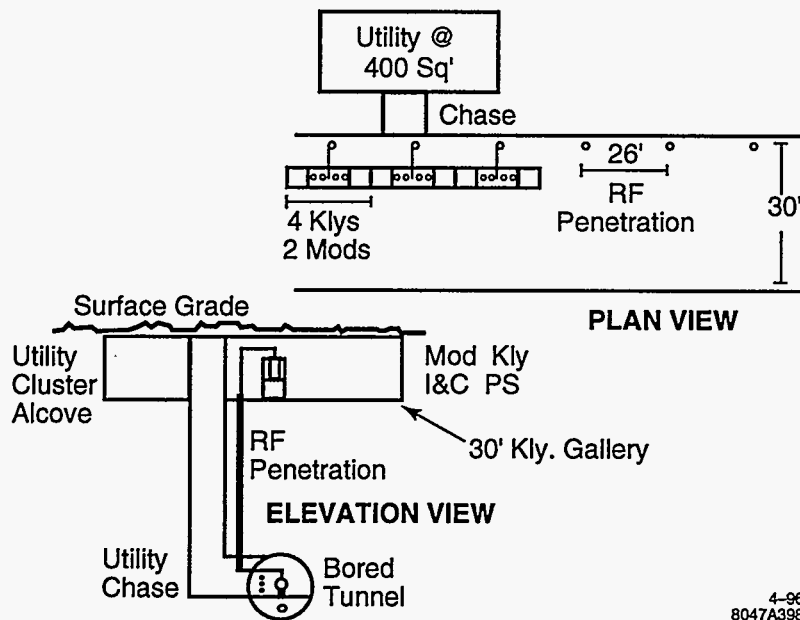 Utility @
400 Sq'
Chase
26'
RF
Penetration
30'
4 Klys
2 Mods
PLAN VIEW
Surface Grade
Utility
Cluster
Alcove
Mod Kly
I&C PS
RF
Penetration
30' Kly. Gallery
ELEVATION VIEW
Utility
Chase
Bored
Tunnel
4–96
8047A398